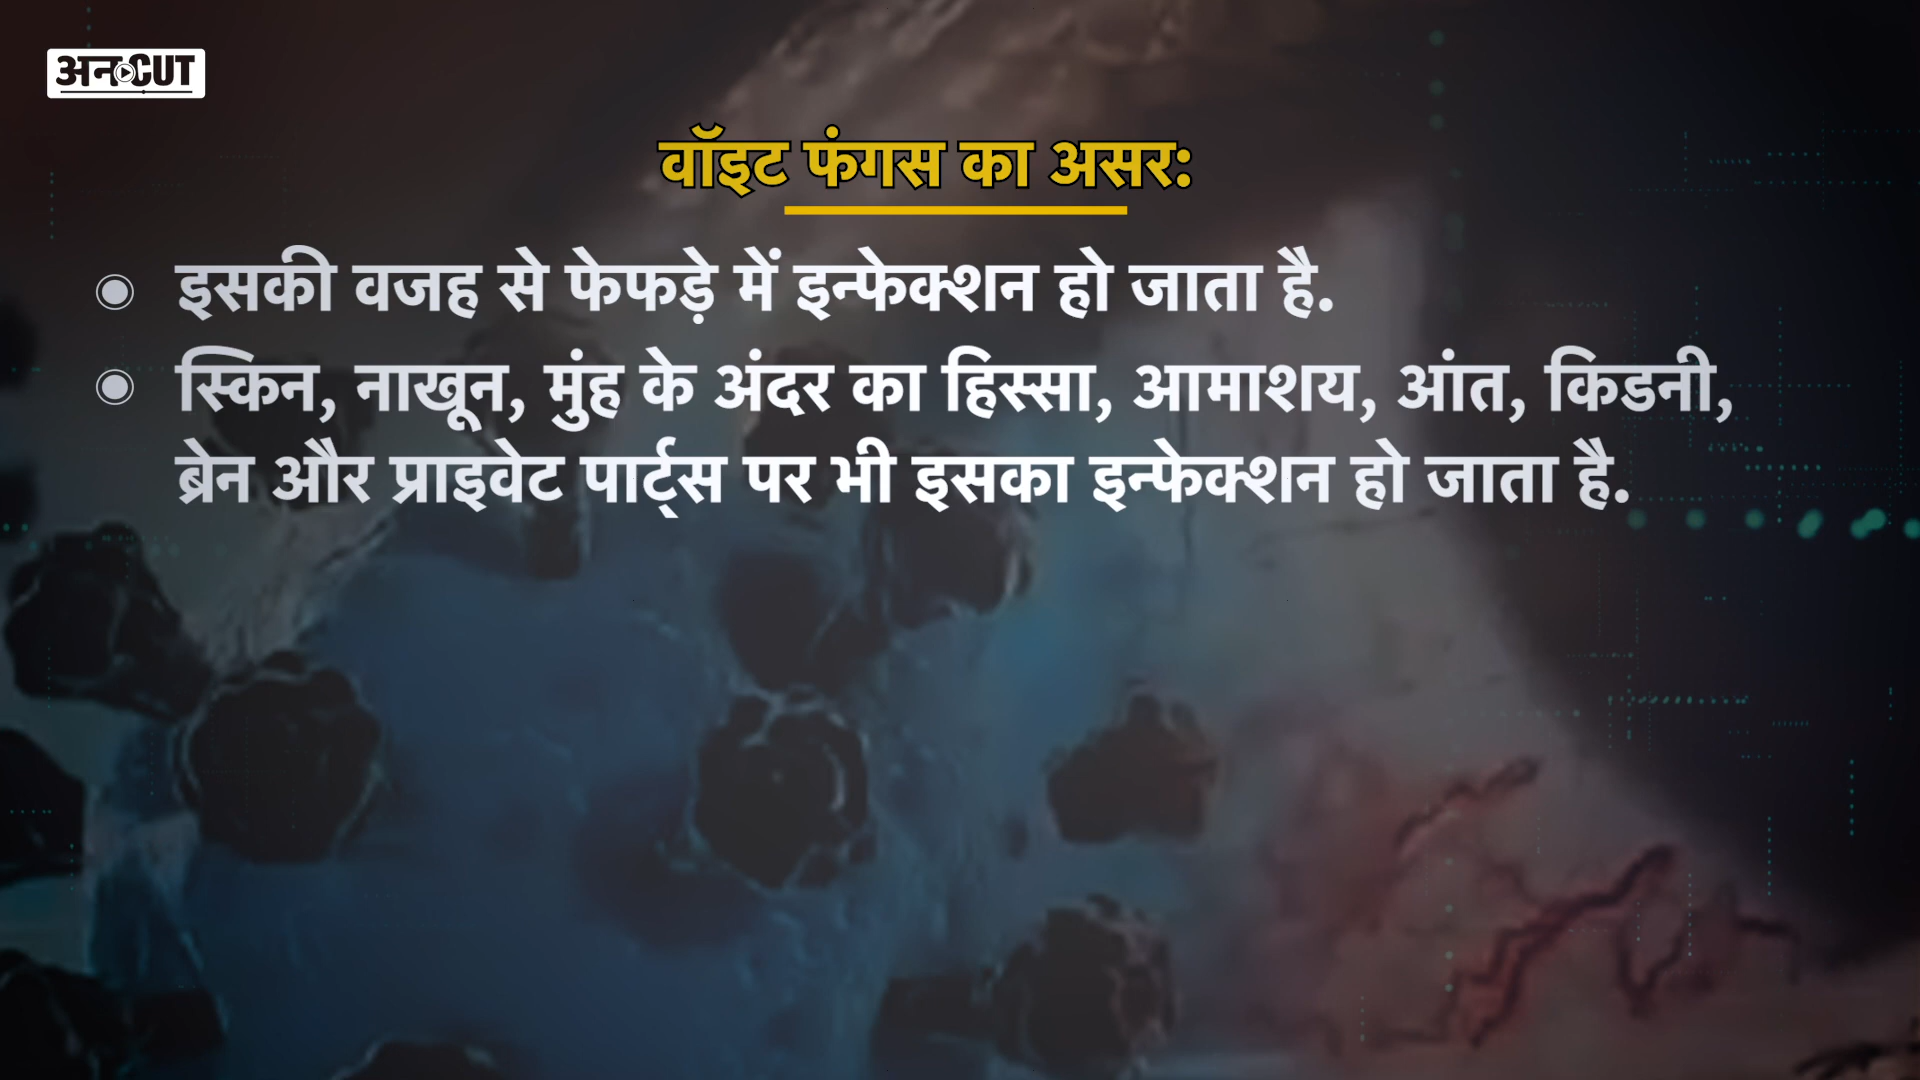 अनCUT
वॉइट फंगस का असर:
इसकी वजह से फेफड़े में इन्फेक्शन हो जाता है.
स्किन, नाखून, मुंह के अंदर का हिस्सा, आमाशय, आंत, किडनी,
ब्रेन और प्राइवेट पार्ट्स पर भी इसका इन्फेक्शन हो जाता है.